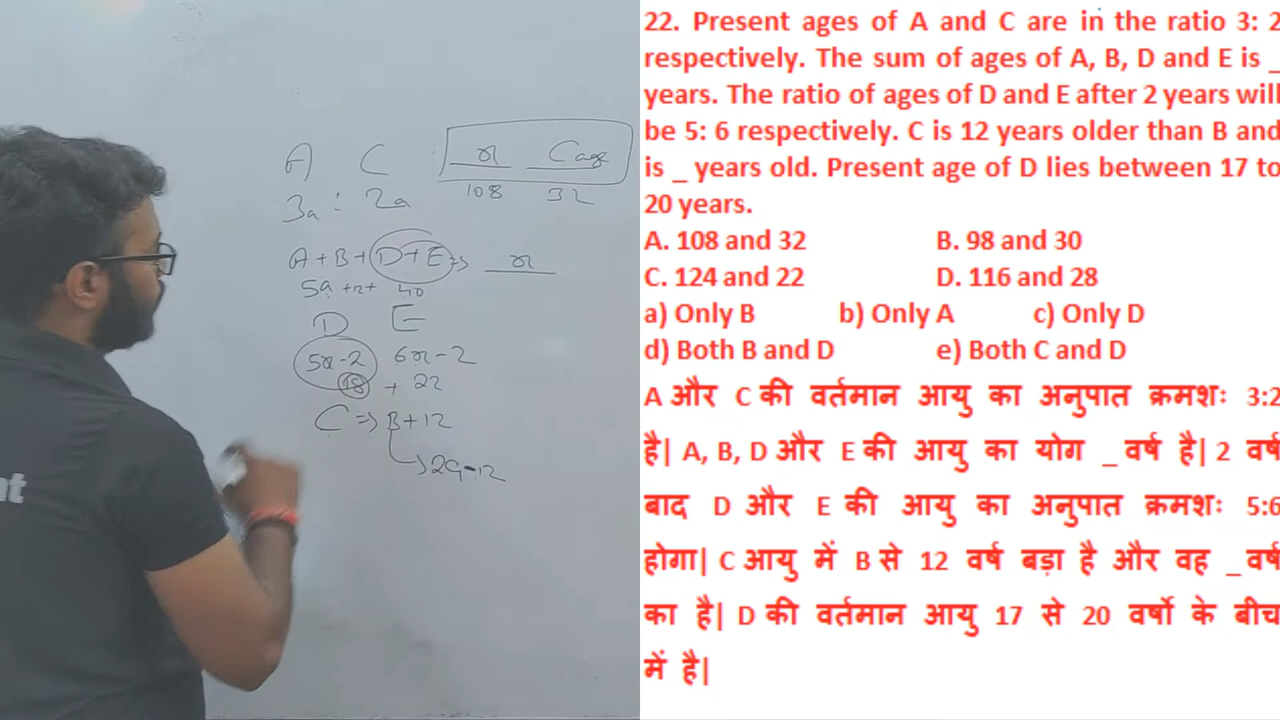 A C x C age
3a : 2a 108 32
A + B + D + E => x
5a + 12 + 40
D E
5x - 2 6x - 2
18 + 22
C => B + 12
2a - 12
nt
22. Present ages of A and C are in the ratio 3: 2
respectively. The sum of ages of A, B, D and E is _
years. The ratio of ages of D and E after 2 years will
be 5: 6 respectively. C is 12 years older than B and
is _ years old. Present age of D lies between 17 to
20 years.
A. 108 and 32 B. 98 and 30
C. 124 and 22 D. 116 and 28
a) Only B b) Only A c) Only D
d) Both B and D e) Both C and D
A और C की वर्तमान आयु का अनुपात क्रमशः 3:2
है| A, B, D और E की आयु का योग _ वर्ष है| 2 वर्ष
बाद D और E की आयु का अनुपात क्रमशः 5:6
होगा| C आयु में B से 12 वर्ष बड़ा है और वह _ वर्ष
का है| D की वर्तमान आयु 17 से 20 वर्षो के बीच
में है|